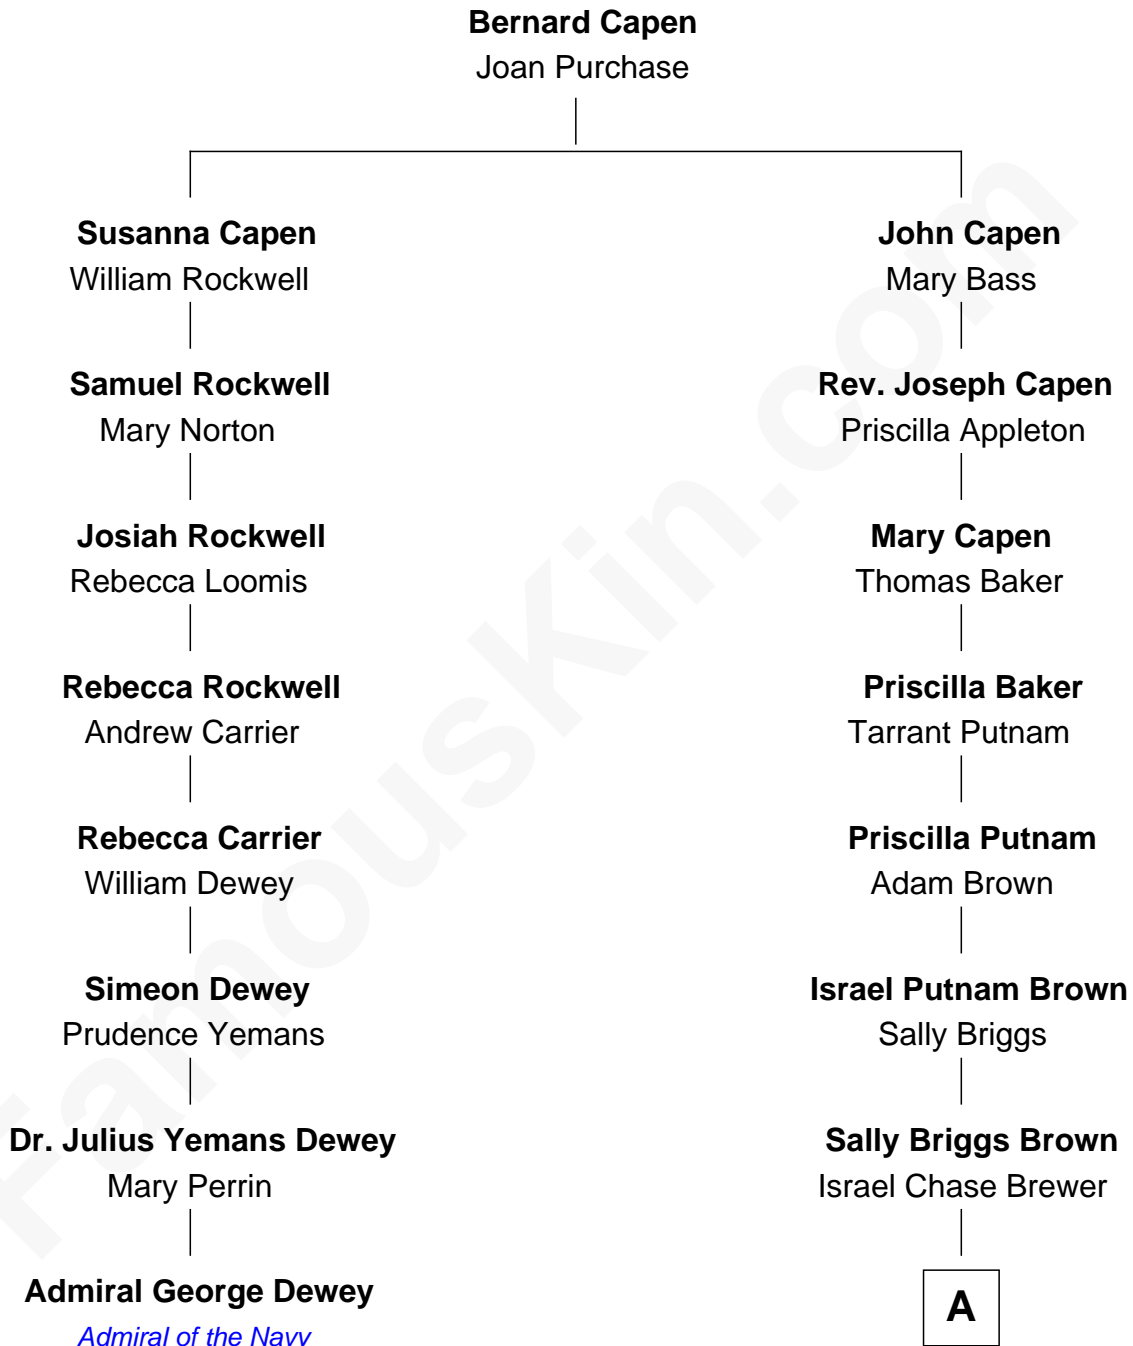 Bernard Capen
Joan Purchase
Susanna Capen
William Rockwell
John Capen
Mary Bass
Samuel Rockwell
Mary Norton
Rev. Joseph Capen
Priscilla Appleton
Josiah Rockwell
Rebecca Loomis
Mary Capen
Thomas Baker
Rebecca Rockwell
Andrew Carrier
Priscilla Baker
Tarrant Putnam
Rebecca Carrier
William Dewey
Priscilla Putnam
Adam Brown
Simeon Dewey
Prudence Yemans
Israel Putnam Brown
Sally Briggs
Dr. Julius Yemans Dewey
Mary Perrin
Sally Briggs Brown
Israel Chase Brewer
Admiral George Dewey
Admiral of the Navy
A
FamousKin.com